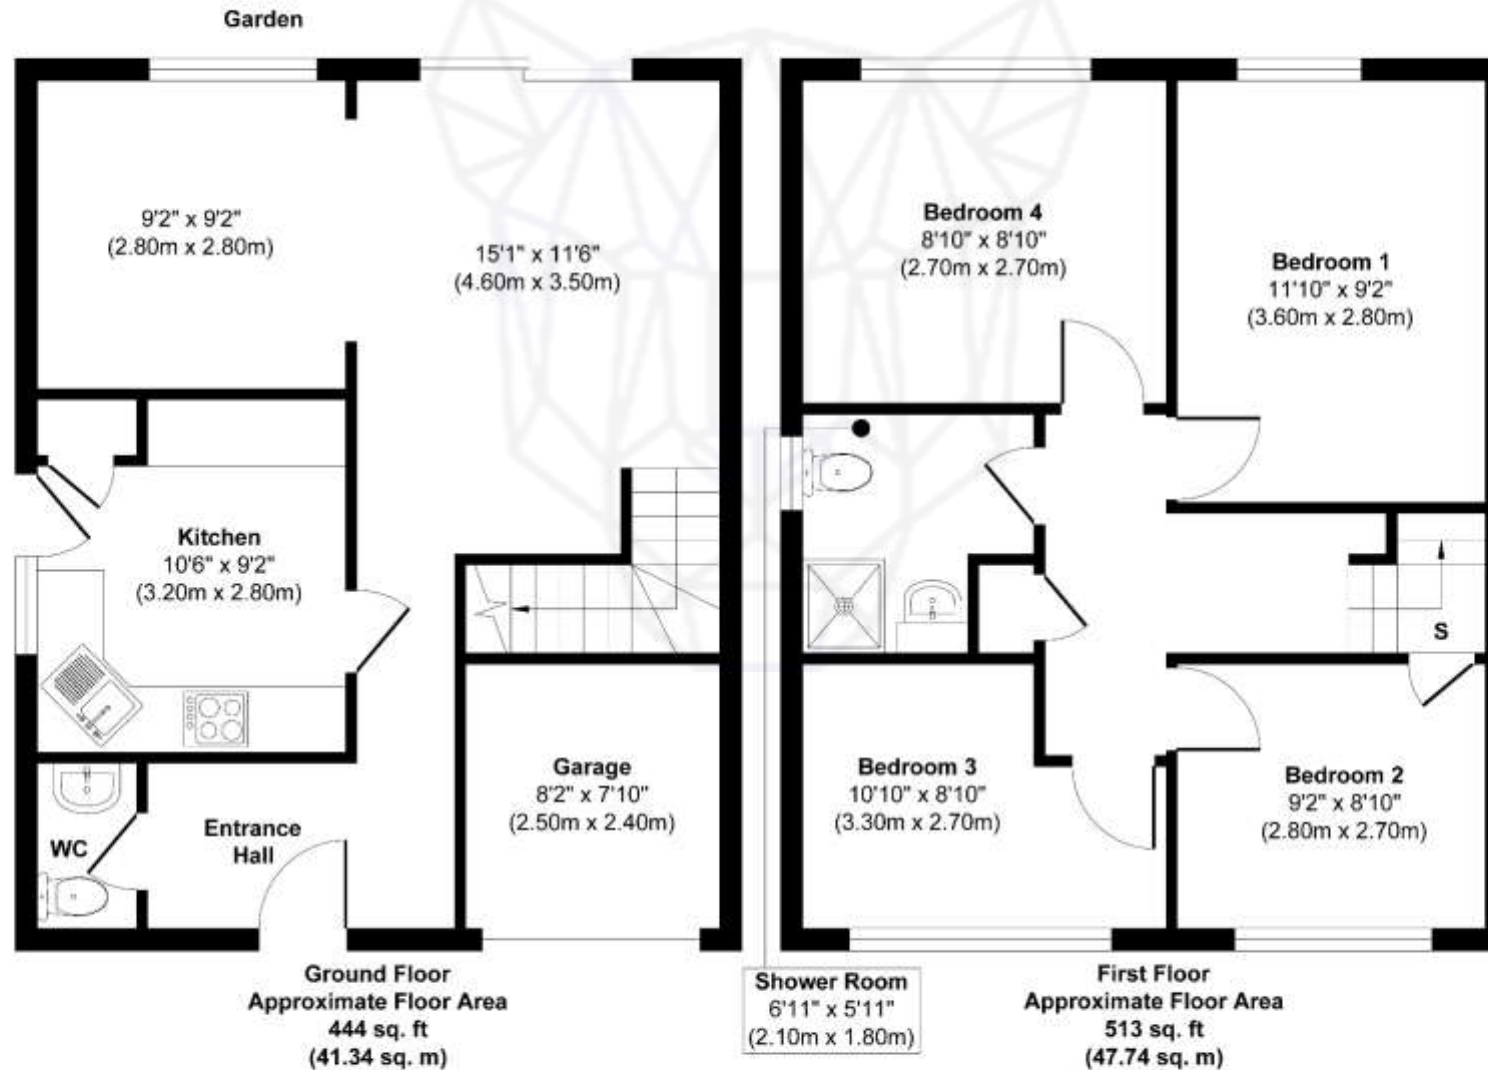 Garden
9'2" x 9'2"
(2.80m x 2.80m)
15'1" x 11'6"
(4.60m x 3.50m)
Kitchen
10'6" x 9'2"
(3.20m x 2.80m)
WC
Entrance
Hall
Garage
8'2" x 7'10"
(2.50m x 2.40m)
Ground Floor
Approximate Floor Area
444 sq. ft
(41.34 sq. m)
Bedroom 4
8'10" x 8'10"
(2.70m x 2.70m)
Bedroom 1
11'10" x 9'2"
(3.60m x 2.80m)
S
Bedroom 3
10'10" x 8'10"
(3.30m x 2.70m)
Bedroom 2
9'2" x 8'10"
(2.80m x 2.70m)
Shower Room
6'11" x 5'11"
(2.10m x 1.80m)
First Floor
Approximate Floor Area
513 sq. ft
(47.74 sq. m)